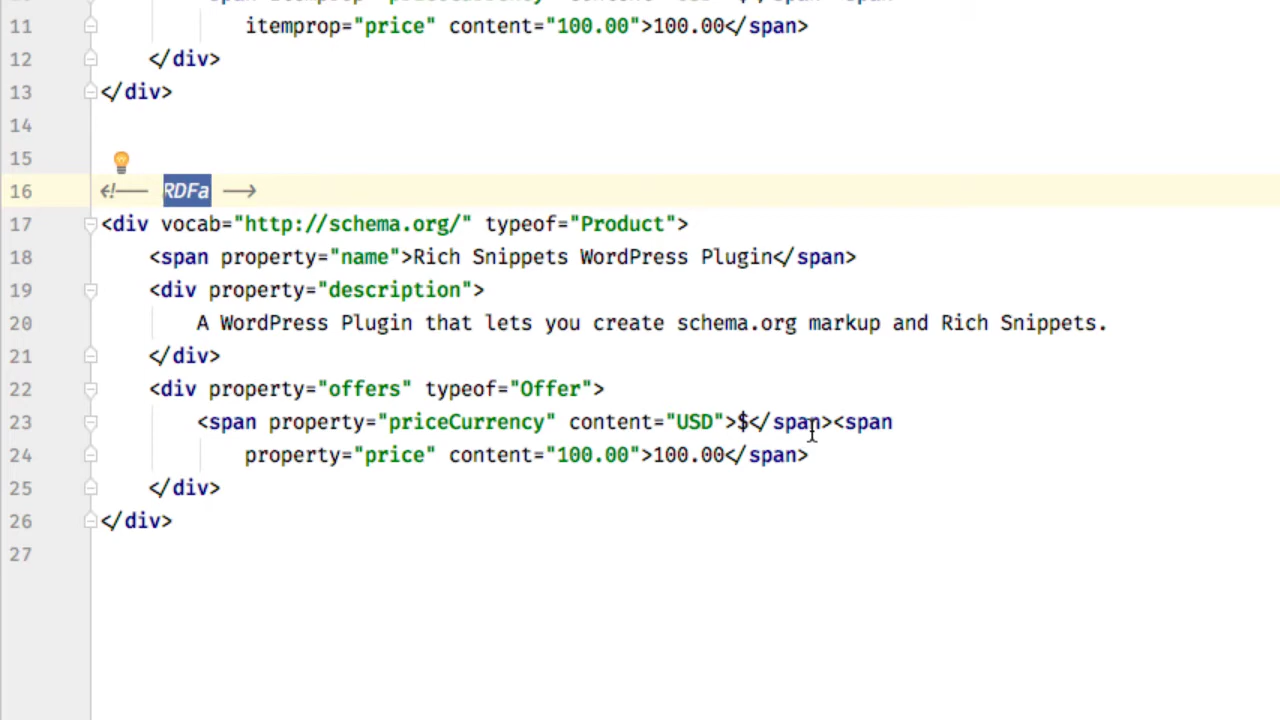 11 itemprop="price" content="100.00">100.00</span>
12 </div>
13 </div>
14
15
16 <!-- RDFa -->
17 <div vocab="http://schema.org/" typeof="Product">
18 <span property="name">Rich Snippets WordPress Plugin</span>
19 <div property="description">
20 A WordPress Plugin that lets you create schema.org markup and Rich Snippets.
21 </div>
22 <div property="offers" typeof="Offer">
23 <span property="priceCurrency" content="USD">$</span><span
24 property="price" content="100.00">100.00</span>
25 </div>
26 </div>
27